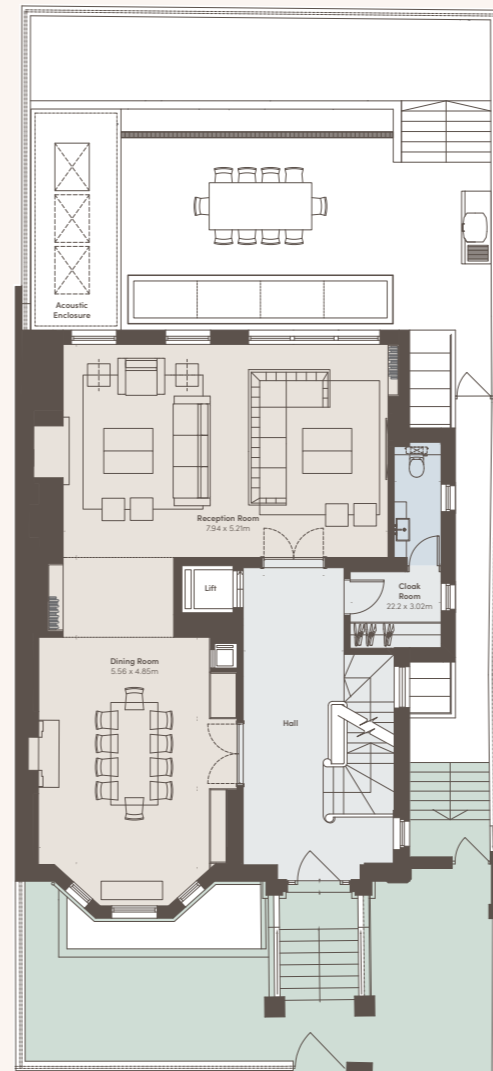 Acoustic
Enclosure
Reception Room
7.94 x 5.21m
Lift
Cloak
Room
22.2 x 3.02m
Dining Room
5.56 x 4.85m
Hall